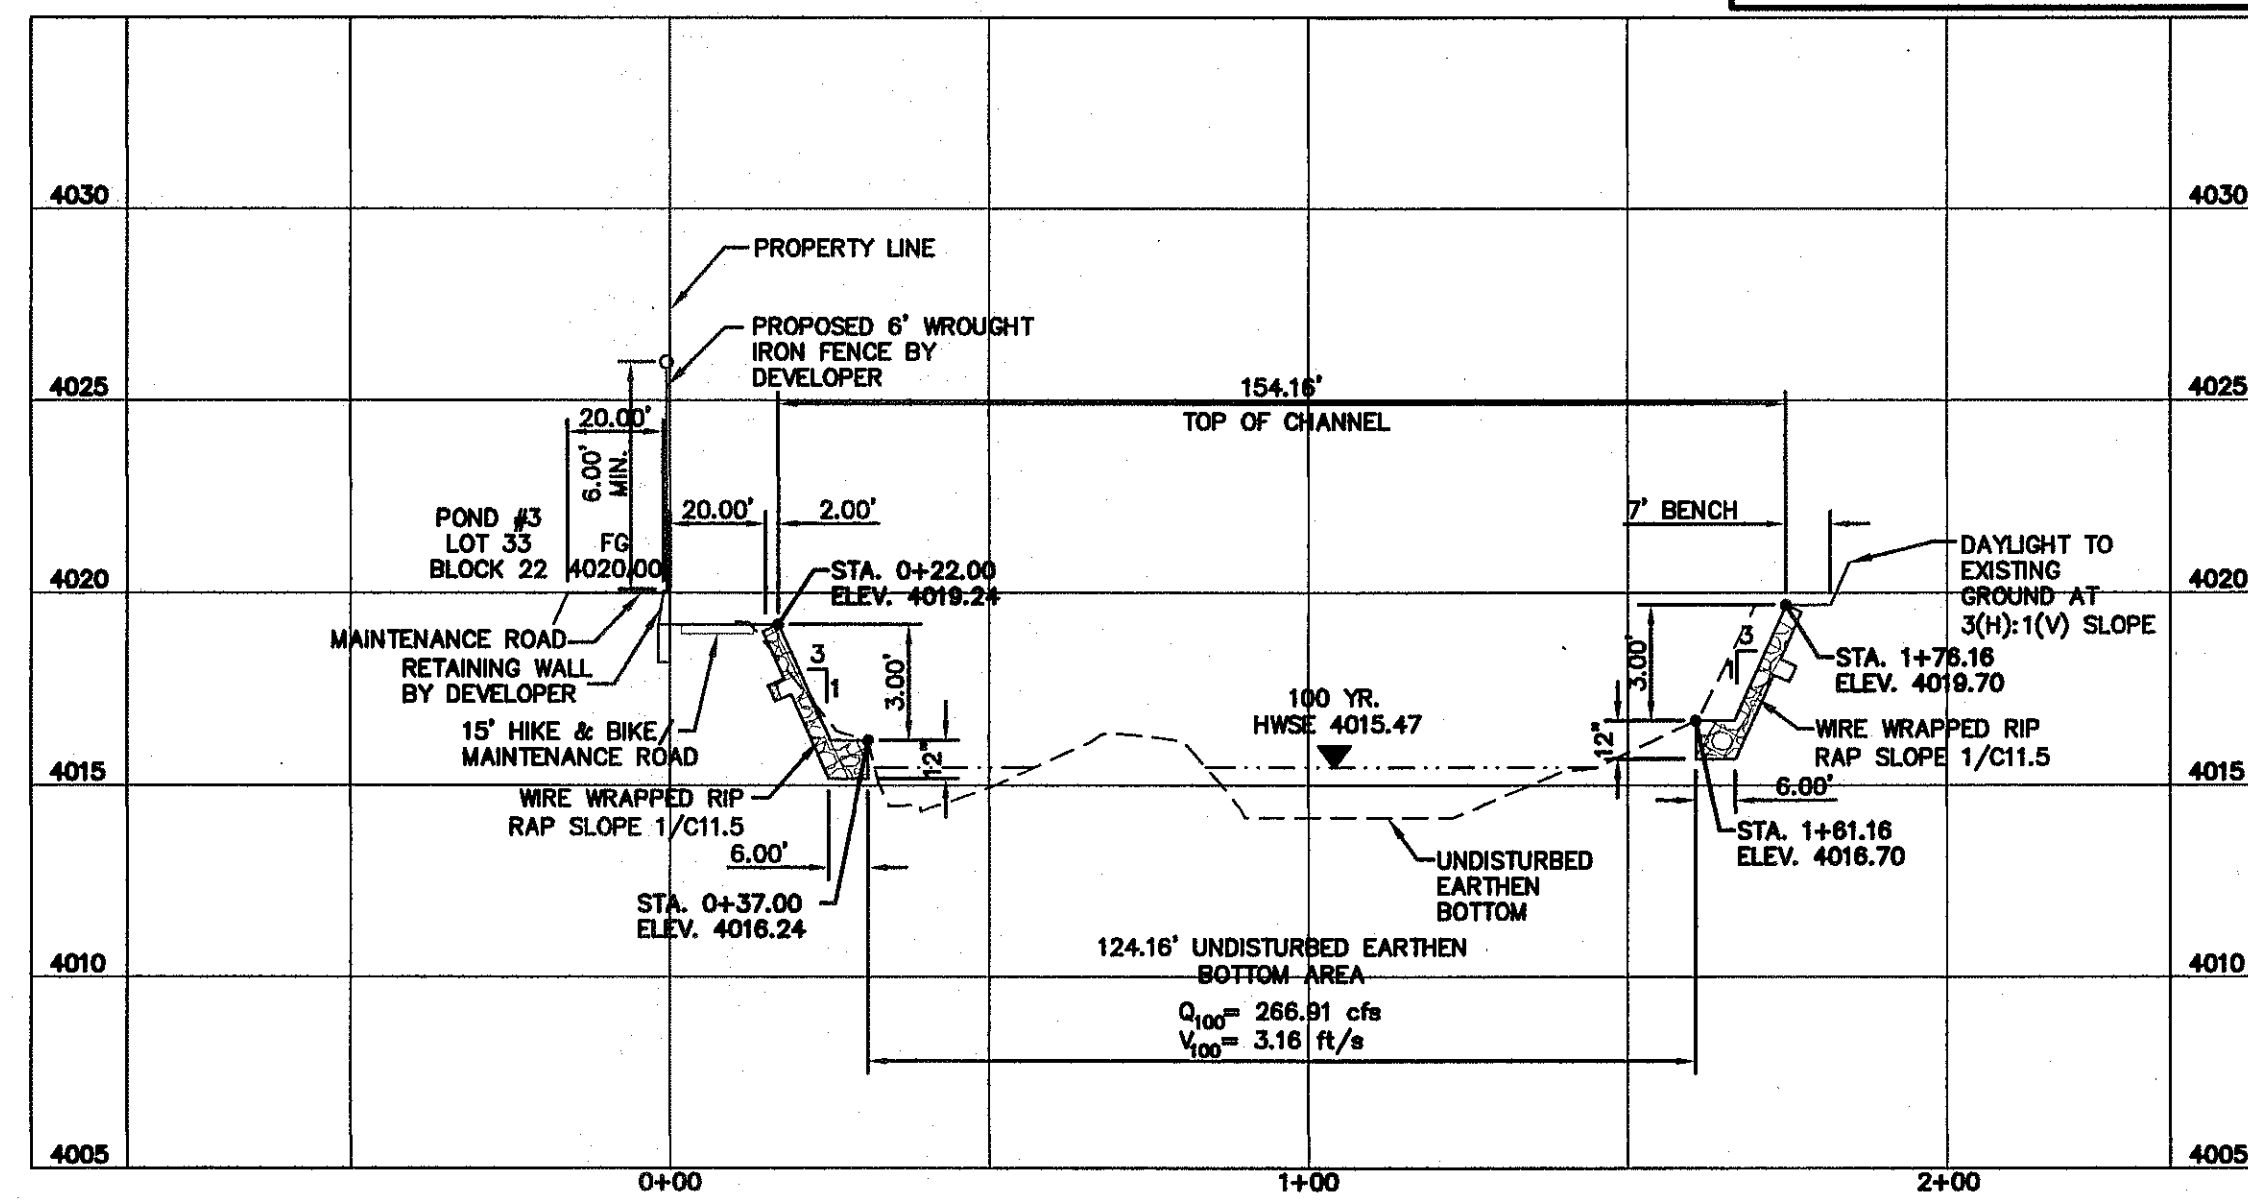 4030
4030
PROPERTY LINE
PROPOSED 6' WROUGHT
IRON FENCE BY
DEVELOPER
4025
4025
154.16'
TOP OF CHANNEL
20.00'
6.00'
MIN.
20.00'
2.00'
7' BENCH
POND #3
LOT 33
BLOCK 22
FG
4020.00
DAYLIGHT TO
EXISTING
GROUND AT
3(H):1(V) SLOPE
4020
4020
STA. 0+22.00
ELEV. 4019.24
MAINTENANCE ROAD
RETAINING WALL
BY DEVELOPER
3
1
3.00'
3.00'
3
1
STA. 1+76.16
ELEV. 4019.70
15' HIKE & BIKE/
MAINTENANCE ROAD
100 YR.
HWSE 4015.47
12"
12"
WIRE WRAPPED RIP
RAP SLOPE 1/C11.5
4015
4015
WIRE WRAPPED RIP
RAP SLOPE 1/C11.5
6.00'
6.00'
STA. 1+61.16
ELEV. 4016.70
UNDISTURBED
EARTHEN
BOTTOM
STA. 0+37.00
ELEV. 4016.24
124.16' UNDISTURBED EARTHEN
BOTTOM AREA
4010
4010
Q100= 266.91 cfs
V100= 3.16 ft/s
4005
4005
0+00
1+00
2+00